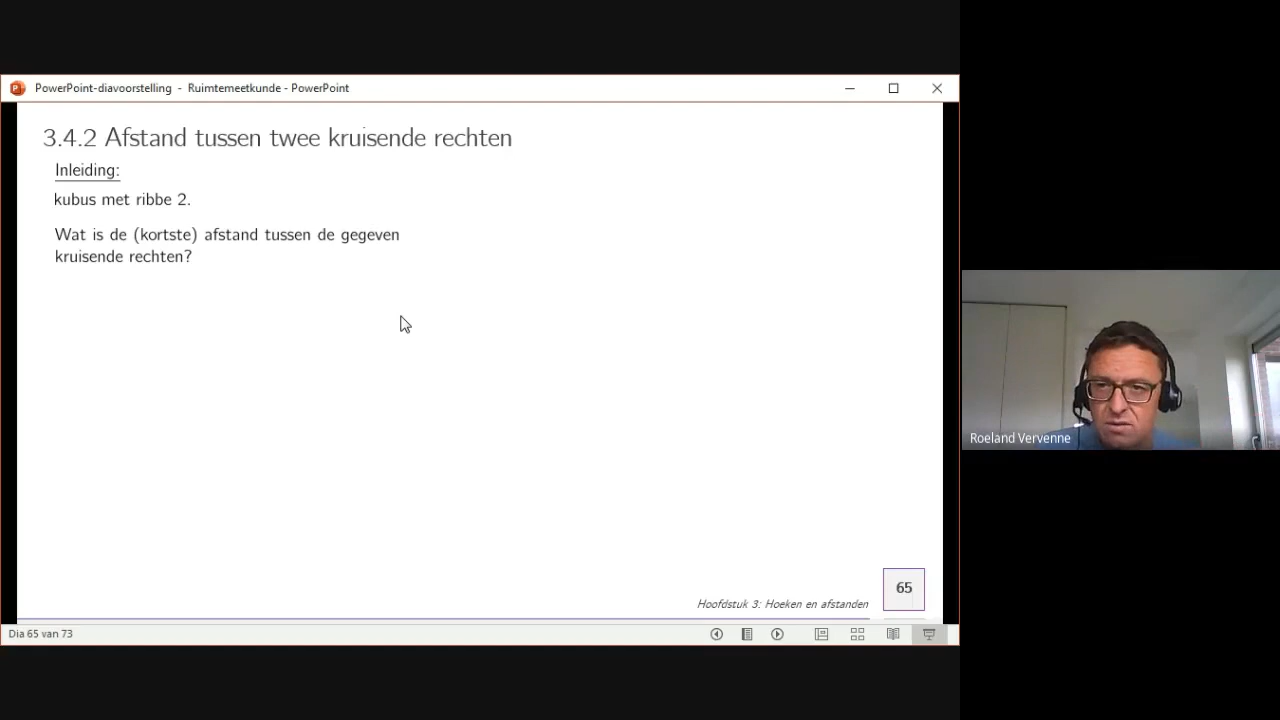 PowerPoint-diavoorstelling - Ruimtemeetkunde - PowerPoint
3.4.2 Afstand tussen twee kruisende rechten
Inleiding:
kubus met ribbe 2.
Wat is de (kortste) afstand tussen de gegeven
kruisende rechten?
Roeland Vervenne
65
Hoofdstuk 3: Hoeken en afstanden
Dia 65 van 73